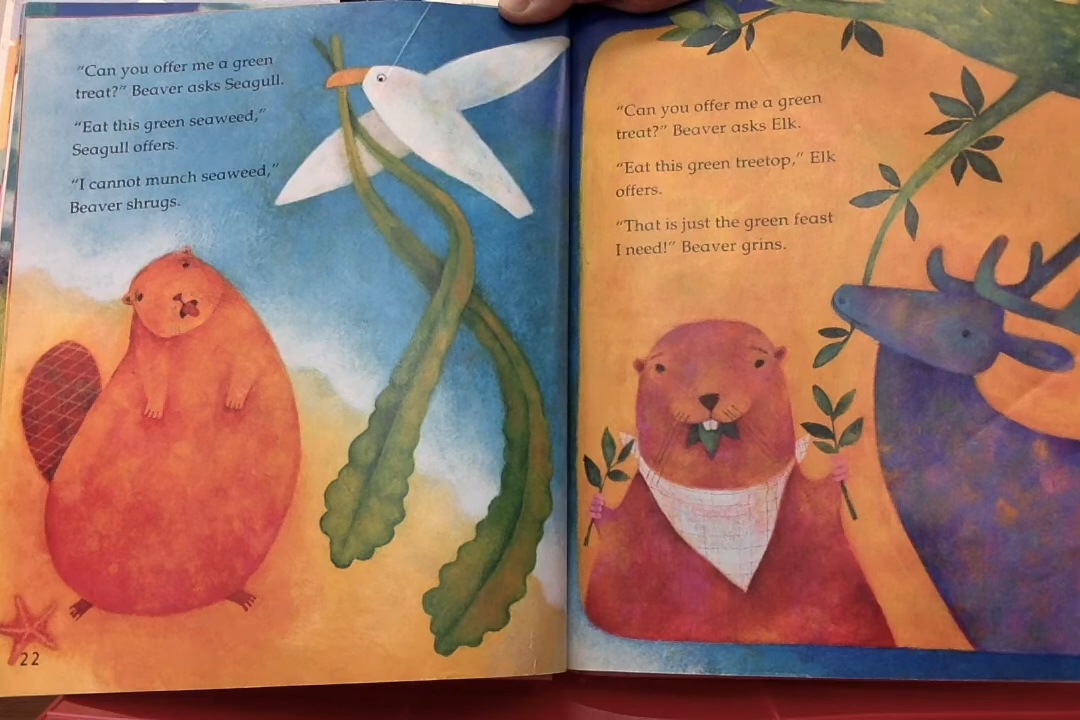 “Can you offer me a green
treat?” Beaver asks Seagull.
“Eat this green seaweed,”
Seagull offers.
“I cannot munch seaweed,”
Beaver shrugs.
22
“Can you offer me a green
treat?” Beaver asks Elk.
“Eat this green treetop,” Elk
offers.
“That is just the green feast
I need!” Beaver grins.